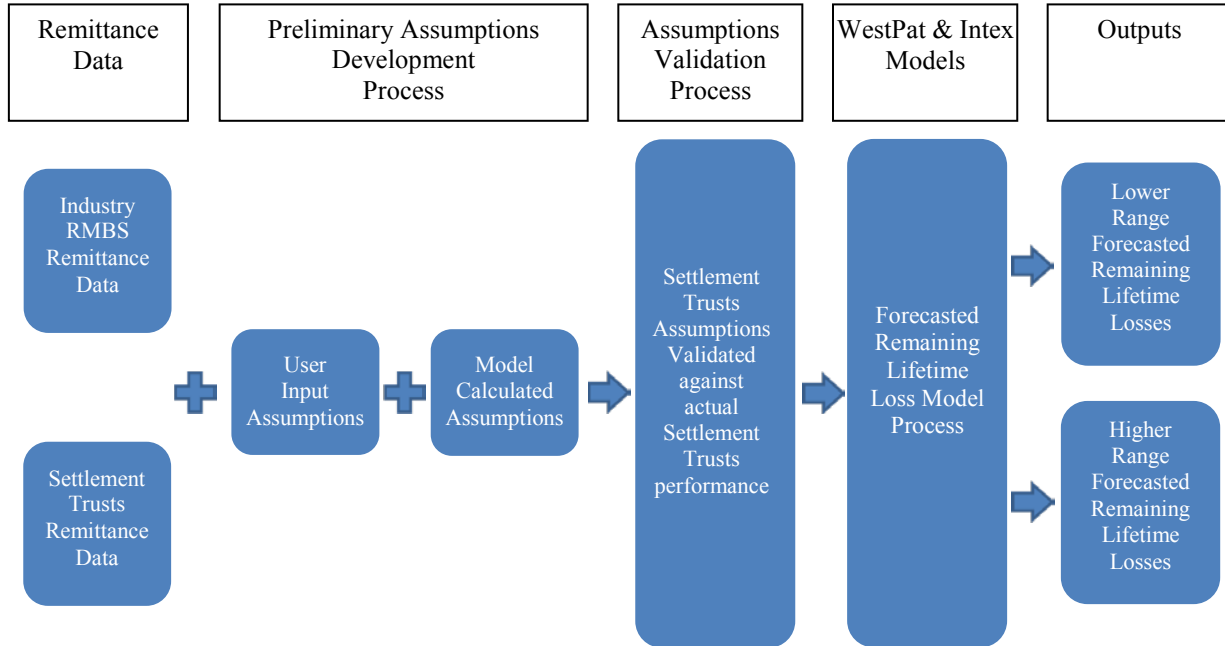 Remittance
Data
Preliminary Assumptions
Development
Process
Assumptions
Validation
Process
WestPat & Intex
Models
Outputs
Industry
RMBS
Remittance
Data
Settlement
Trusts
Remittance
Data
User
Input
Assumptions
Model
Calculated
Assumptions
Settlement
Trusts
Assumptions
Validated
against
actual
Settlement
Trusts
performance
Forecasted
Remaining
Lifetime
Loss Model
Process
Lower
Range
Forecasted
Remaining
Lifetime
Losses
Higher
Range
Forecasted
Remaining
Lifetime
Losses